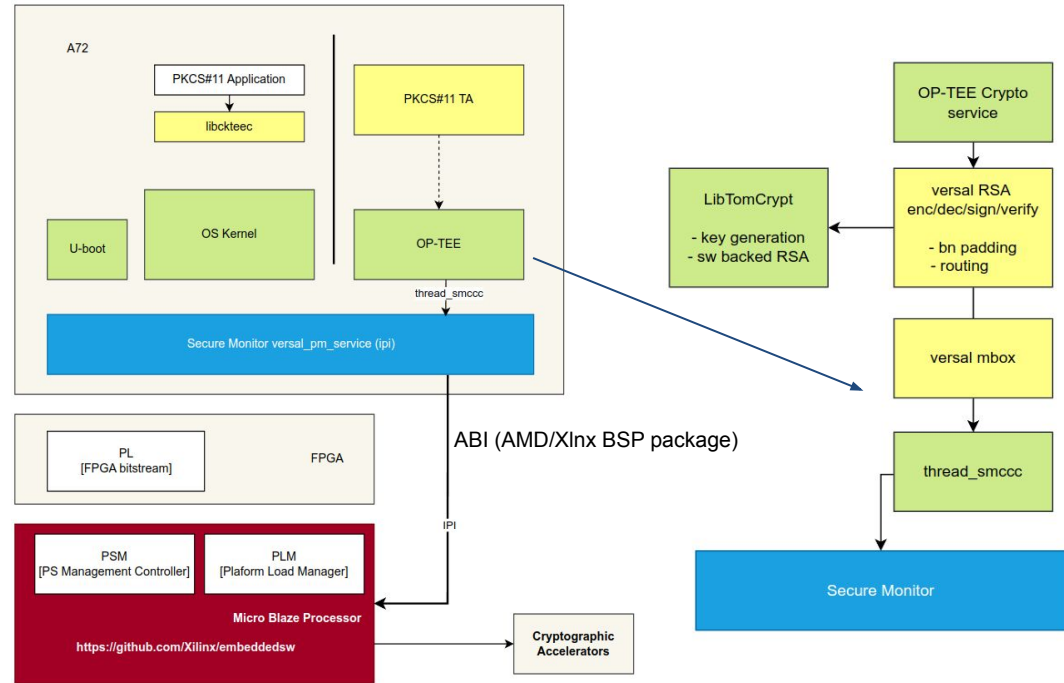 A72
PKCS#11 Application
libckteec
PKCS#11 TA
U-boot
OS Kernel
OP-TEE
thread_smccc
Secure Monitor versal_pm_service (ipi)
ABI (AMD/Xlnx BSP package)
PL
[FPGA bitstream]
FPGA
IPI
PSM
[PS Management Controller]
PLM
[Plaform Load Manager]
Micro Blaze Processor
https://github.com/Xilinx/embeddedsw
Cryptographic
Accelerators
OP-TEE Crypto
service
LibTomCrypt
- key generation
- sw backed RSA
versal RSA
enc/dec/sign/verify
- bn padding
- routing
versal mbox
thread_smccc
Secure Monitor